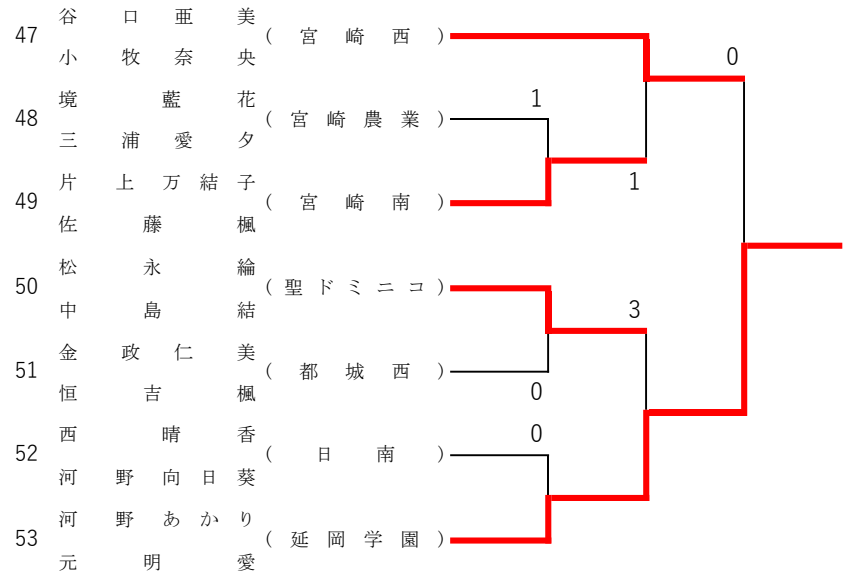 谷口亜美
47 (宮崎西) 0
小牧奈央
境藍花 1
48 (宮崎農業)
三浦愛夕
片上万結子 1
49 (宮崎南)
佐藤楓
松永綸
50 (聖ドミニコ)
中島結 3
金政仁美
51 (都城西)
恒吉楓 0
西晴香 0
52 (日南)
河野向日葵
河野あかり
53 (延岡学園)
元明愛